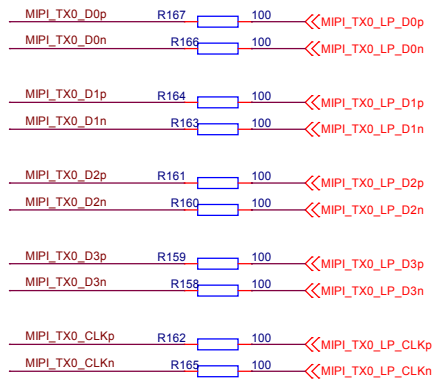 MIPI_TX0_D0p R167 100 MIPI_TX0_LP_D0p
MIPI_TX0_D0n R166 100 MIPI_TX0_LP_D0n
MIPI_TX0_D1p R164 100 MIPI_TX0_LP_D1p
MIPI_TX0_D1n R163 100 MIPI_TX0_LP_D1n
MIPI_TX0_D2p R161 100 MIPI_TX0_LP_D2p
MIPI_TX0_D2n R160 100 MIPI_TX0_LP_D2n
MIPI_TX0_D3p R159 100 MIPI_TX0_LP_D3p
MIPI_TX0_D3n R158 100 MIPI_TX0_LP_D3n
MIPI_TX0_CLKp R162 100 MIPI_TX0_LP_CLKp
MIPI_TX0_CLKn R165 100 MIPI_TX0_LP_CLKn